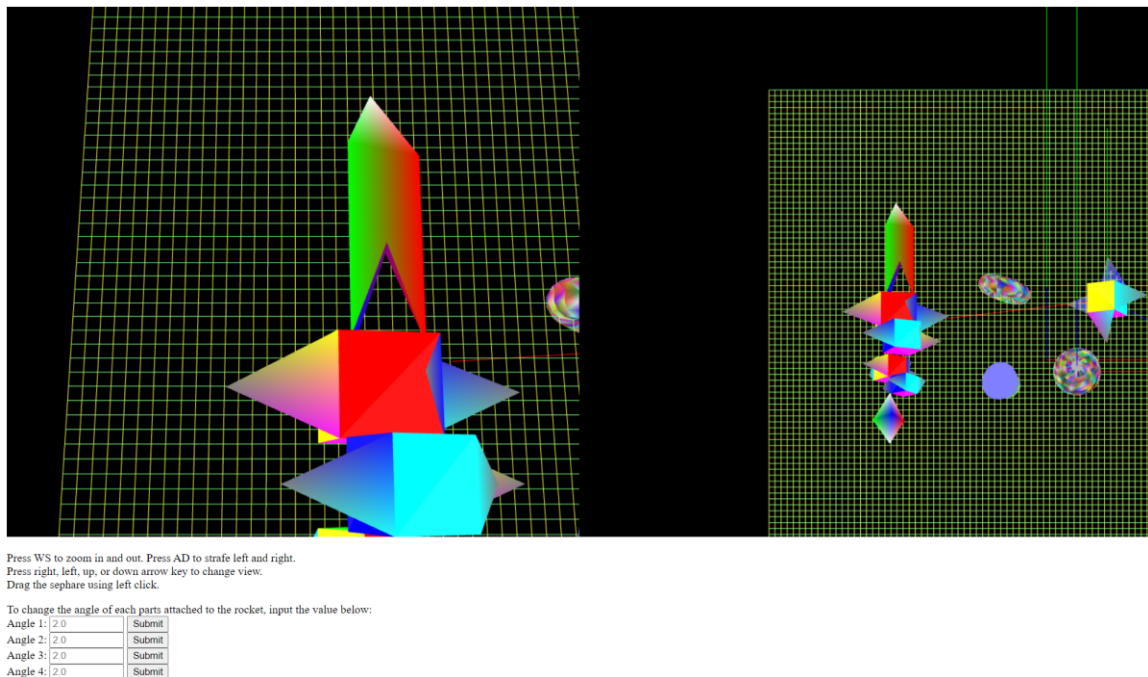 Press WS to zoom in and out. Press AD to strafe left and right.
Press right, left, up, or down arrow key to change view.
Drag the sephare using left click.
To change the angle of each parts attached to the rocket, input the value below:
Angle 1: 2.0 Submit
Angle 2: 2.0 Submit
Angle 3: 2.0 Submit
Angle 4: 2.0 Submit